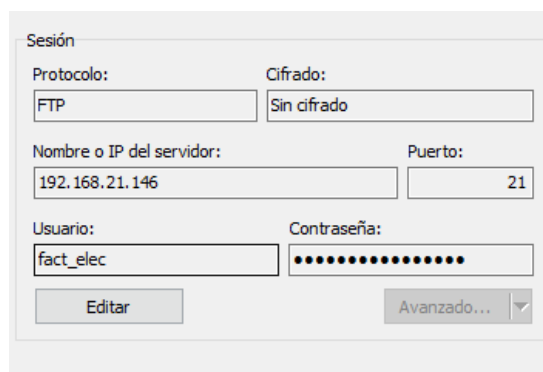 Sesión
Protocolo: Cifrado:
FTP Sin cifrado
Nombre o IP del servidor: Puerto:
192.168.21.146 21
Usuario: Contraseña:
fact_elec ●●●●●●●●●●●●●●●●
Editar Avanzado...